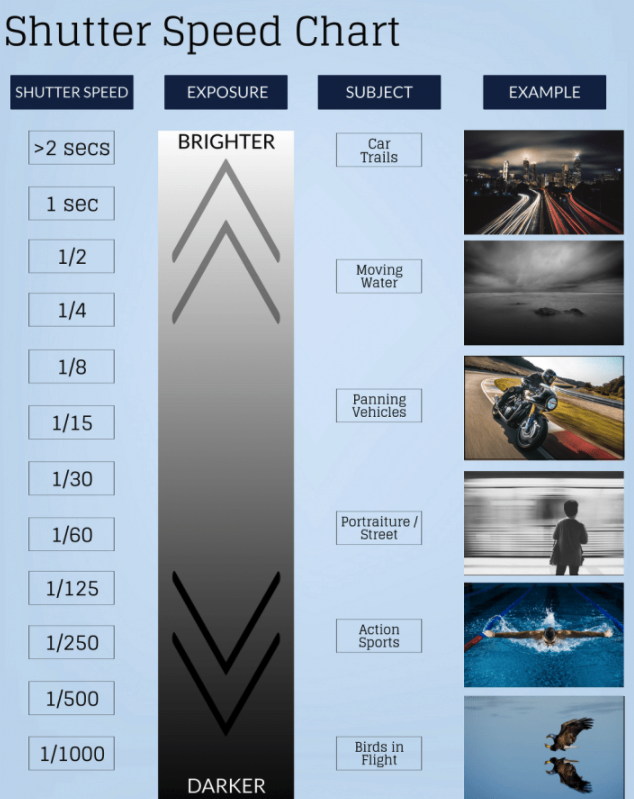 Shutter Speed Chart
SHUTTER SPEED
EXPOSURE
SUBJECT
EXAMPLE
>2 secs
1 sec
1/2
1/4
1/8
1/15
1/30
1/60
1/125
1/250
1/500
1/1000
BRIGHTER
DARKER
Car
Trails
Moving
Water
Panning
Vehicles
Portraiture /
Street
Action
Sports
Birds in
Flight